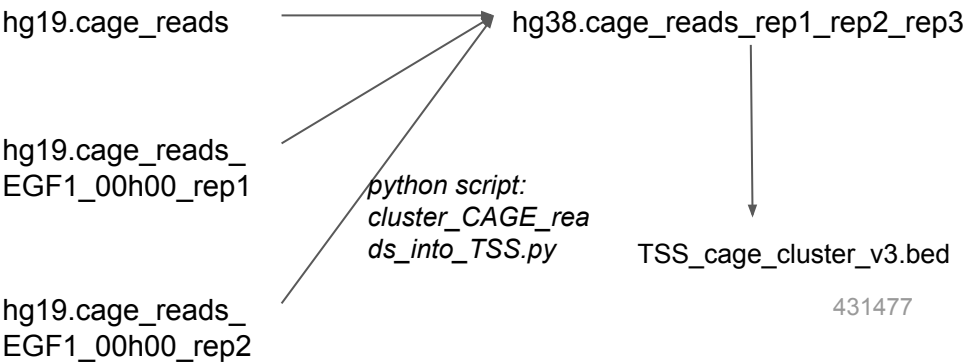 hg19.cage_reads
hg38.cage_reads_rep1_rep2_rep3
hg19.cage_reads_
EGF1_00h00_rep1
python script:
cluster_CAGE_rea
ds_into_TSS.py
TSS_cage_cluster_v3.bed
431477
hg19.cage_reads_
EGF1_00h00_rep2